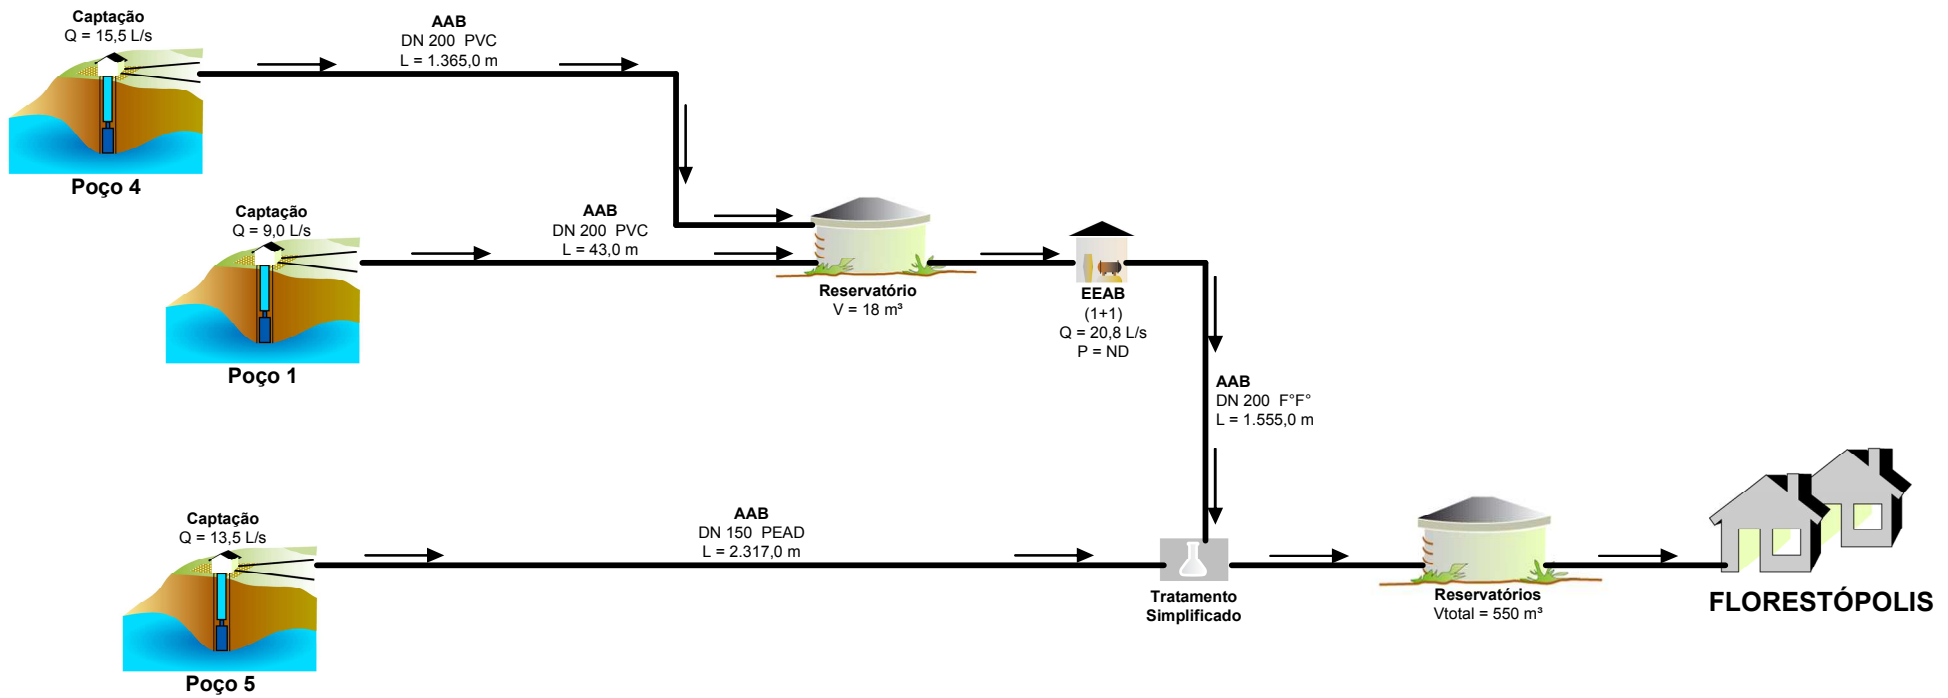 Captação
Q = 15,5 L/s
Poço 4
AAB
DN 200 PVC
L = 1.365,0 m
Captação
Q = 9,0 L/s
Poço 1
AAB
DN 200 PVC
L = 43,0 m
Reservatório
V = 18 m³
EEAB
(1+1)
Q = 20,8 L/s
P = ND
AAB
DN 200 F°F°
L = 1.555,0 m
Captação
Q = 13,5 L/s
Poço 5
AAB
DN 150 PEAD
L = 2.317,0 m
Tratamento
Simplificado
Reservatórios
Vtotal = 550 m³
FLORESTÓPOLIS